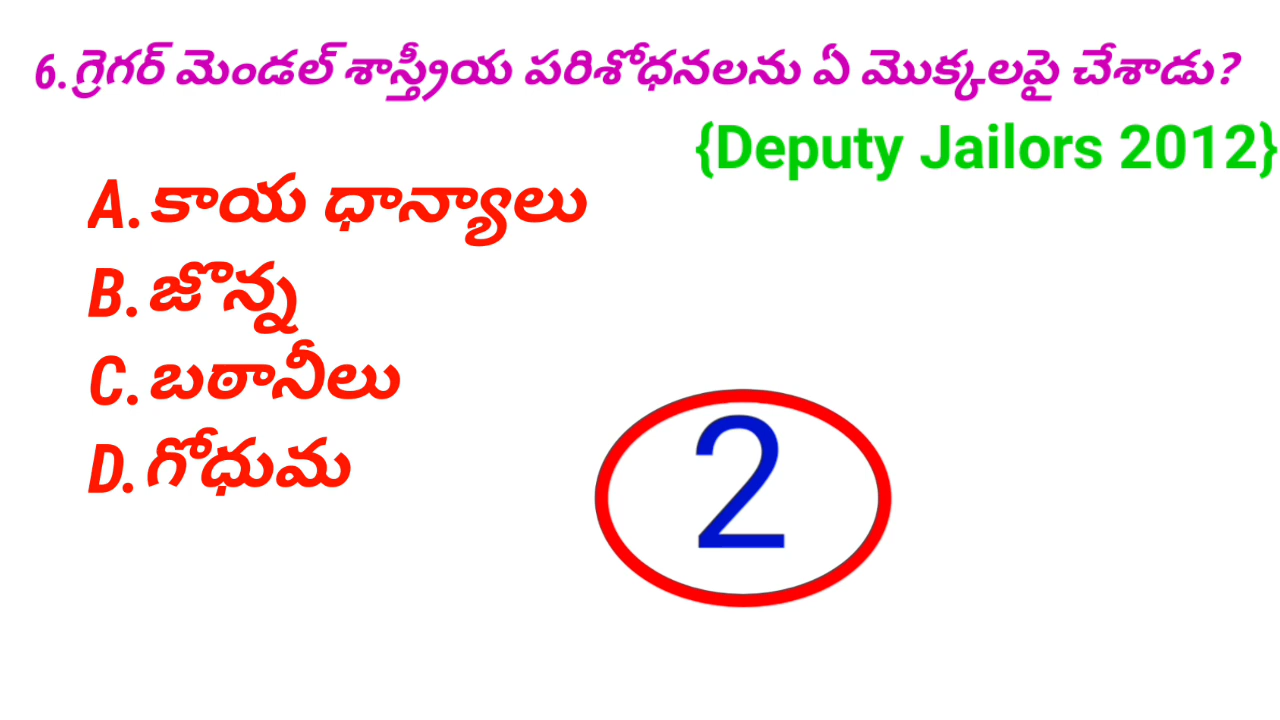 6.గ్రెగర్ మెండల్ శాస్త్రీయ పరిశోధనలను ఏ మొక్కలపై చేశాడు?
{Deputy Jailors 2012}
A.కాయ ధాన్యాలు
B.జొన్న
C.బఠానీలు
D.గోధుమ
2